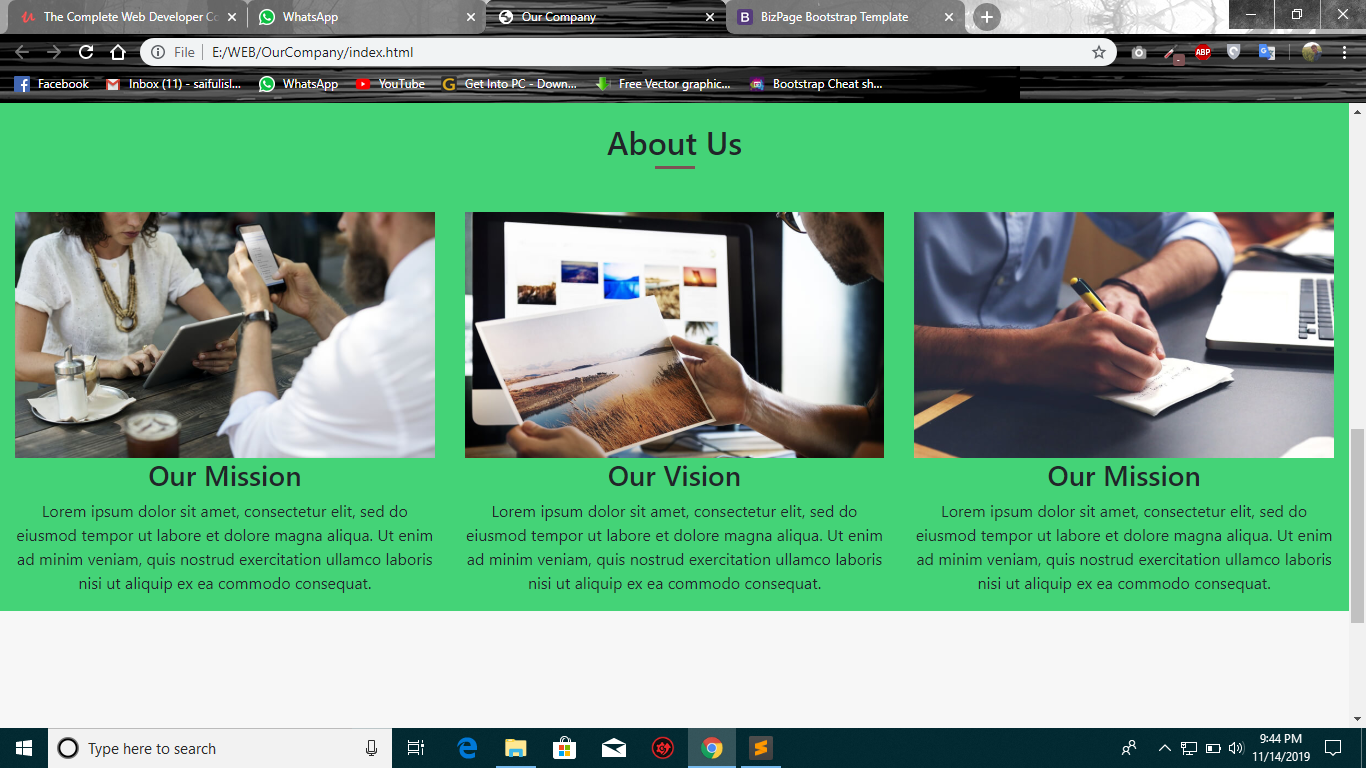 The Complete Web Developer Co
WhatsApp
Our Company
BizPage Bootstrap Template
File
E:/WEB/OurCompany/index.html
ABP
Facebook
Inbox (11) - saifulisl...
WhatsApp
YouTube
Get Into PC - Down...
Free Vector graphic...
Bootstrap Cheat sh...
About Us
Our Mission
Lorem ipsum dolor sit amet, consectetur elit, sed do
eiusmod tempor ut labore et dolore magna aliqua. Ut enim
ad minim veniam, quis nostrud exercitation ullamco laboris
nisi ut aliquip ex ea commodo consequat.
Our Vision
Lorem ipsum dolor sit amet, consectetur elit, sed do
eiusmod tempor ut labore et dolore magna aliqua. Ut enim
ad minim veniam, quis nostrud exercitation ullamco laboris
nisi ut aliquip ex ea commodo consequat.
Our Mission
Lorem ipsum dolor sit amet, consectetur elit, sed do
eiusmod tempor ut labore et dolore magna aliqua. Ut enim
ad minim veniam, quis nostrud exercitation ullamco laboris
nisi ut aliquip ex ea commodo consequat.
Type here to search
9:44 PM
11/14/2019